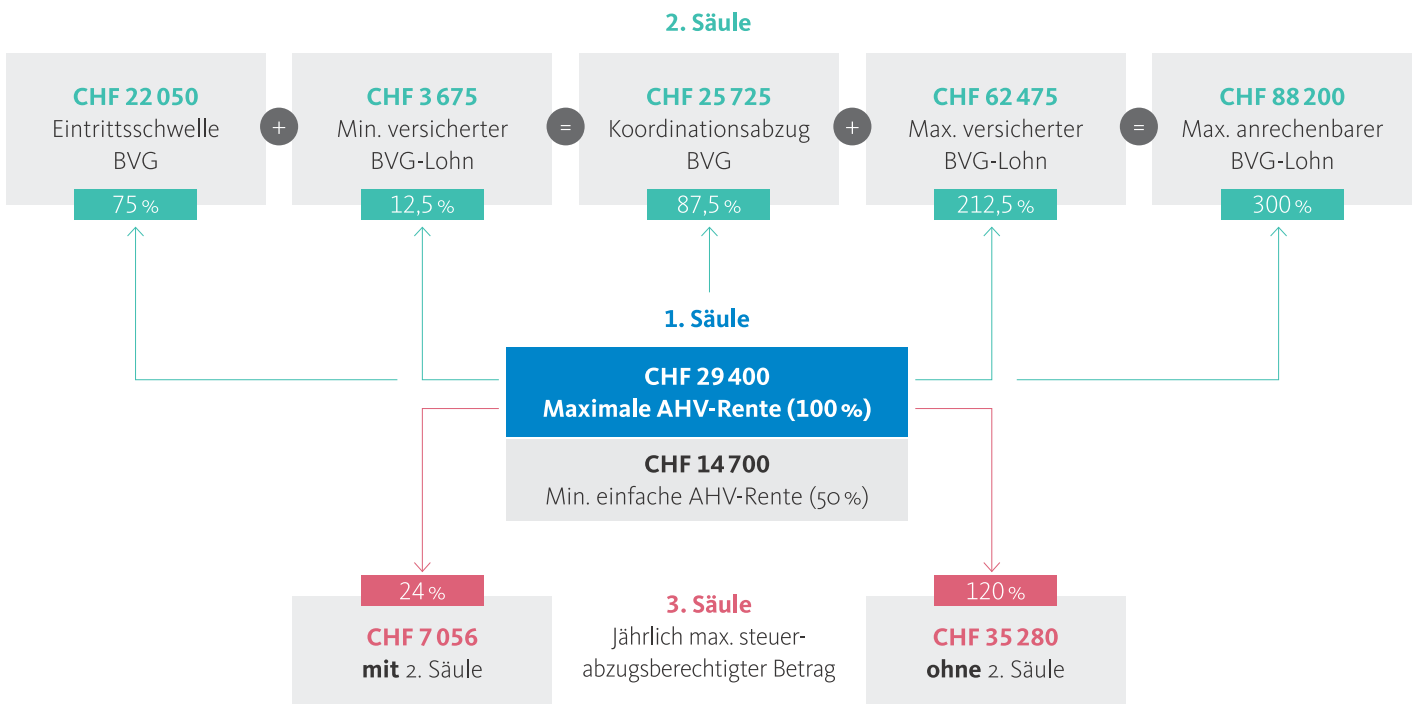 2. Säule
CHF 22 050
Eintrittsschwelle
BVG
75 %
+
CHF 3 675
Min. versicherter
BVG-Lohn
12,5 %
=
CHF 25 725
Koordinationsabzug
BVG
87,5 %
+
CHF 62 475
Max. versicherter
BVG-Lohn
212,5 %
=
CHF 88 200
Max. anrechenbarer
BVG-Lohn
300 %
1. Säule
CHF 29 400
Maximale AHV-Rente (100 %)
CHF 14 700
Min. einfache AHV-Rente (50 %)
24 %
CHF 7 056
mit 2. Säule
3. Säule
Jährlich max. steuer-
abzugsberechtigter Betrag
120 %
CHF 35 280
ohne 2. Säule